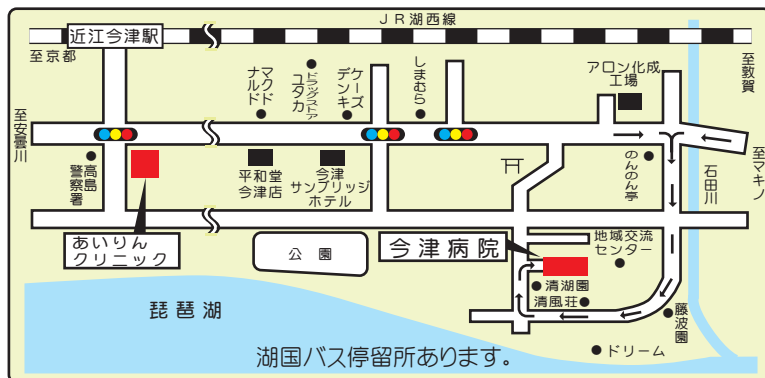 JR湖西線
近江今津駅
至京都
至敦賀
マクド
ナルド
ドラッグストア
ユタカ
ケーズ
デンキ
しまむら
アロン化成
工場
至安曇川
至マキノ
高島
警察署
平和堂
今津店
今津
サンブリッジ
ホテル
のんのん亭
石田川
あいりん
クリニック
公園
今津病院
地域交流
センター
清湖園
清風荘
藤波園
琵琶湖
ドリーム
湖国バス停留所あります。